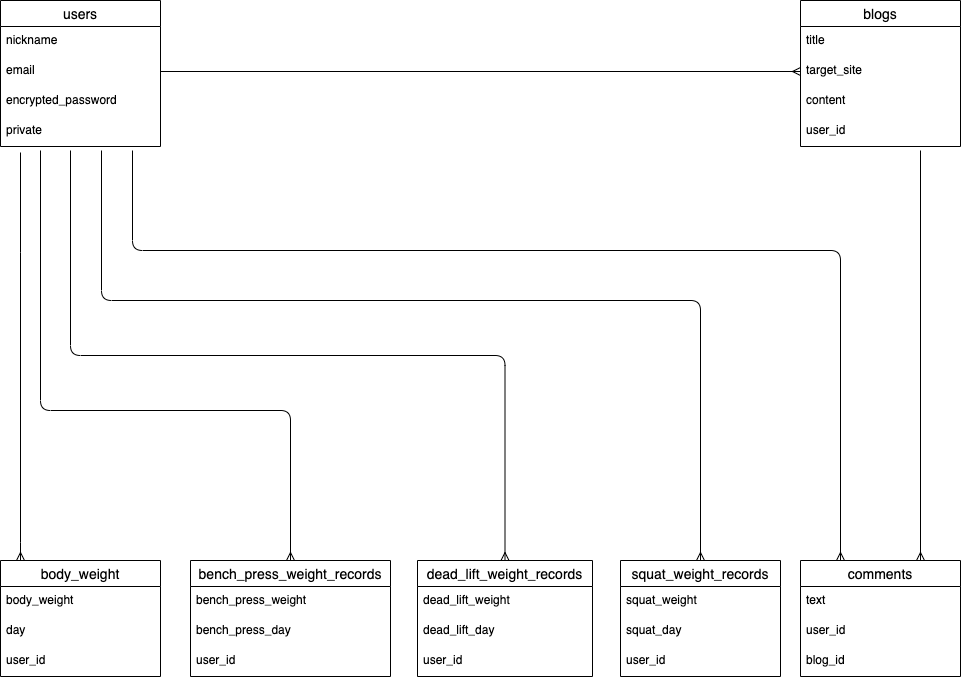 users
nickname
email
encrypted_password
private
blogs
title
target_site
content
user_id
body_weight
body_weight
day
user_id
bench_press_weight_records
bench_press_weight
bench_press_day
user_id
dead_lift_weight_records
dead_lift_weight
dead_lift_day
user_id
squat_weight_records
squat_weight
squat_day
user_id
comments
text
user_id
blog_id